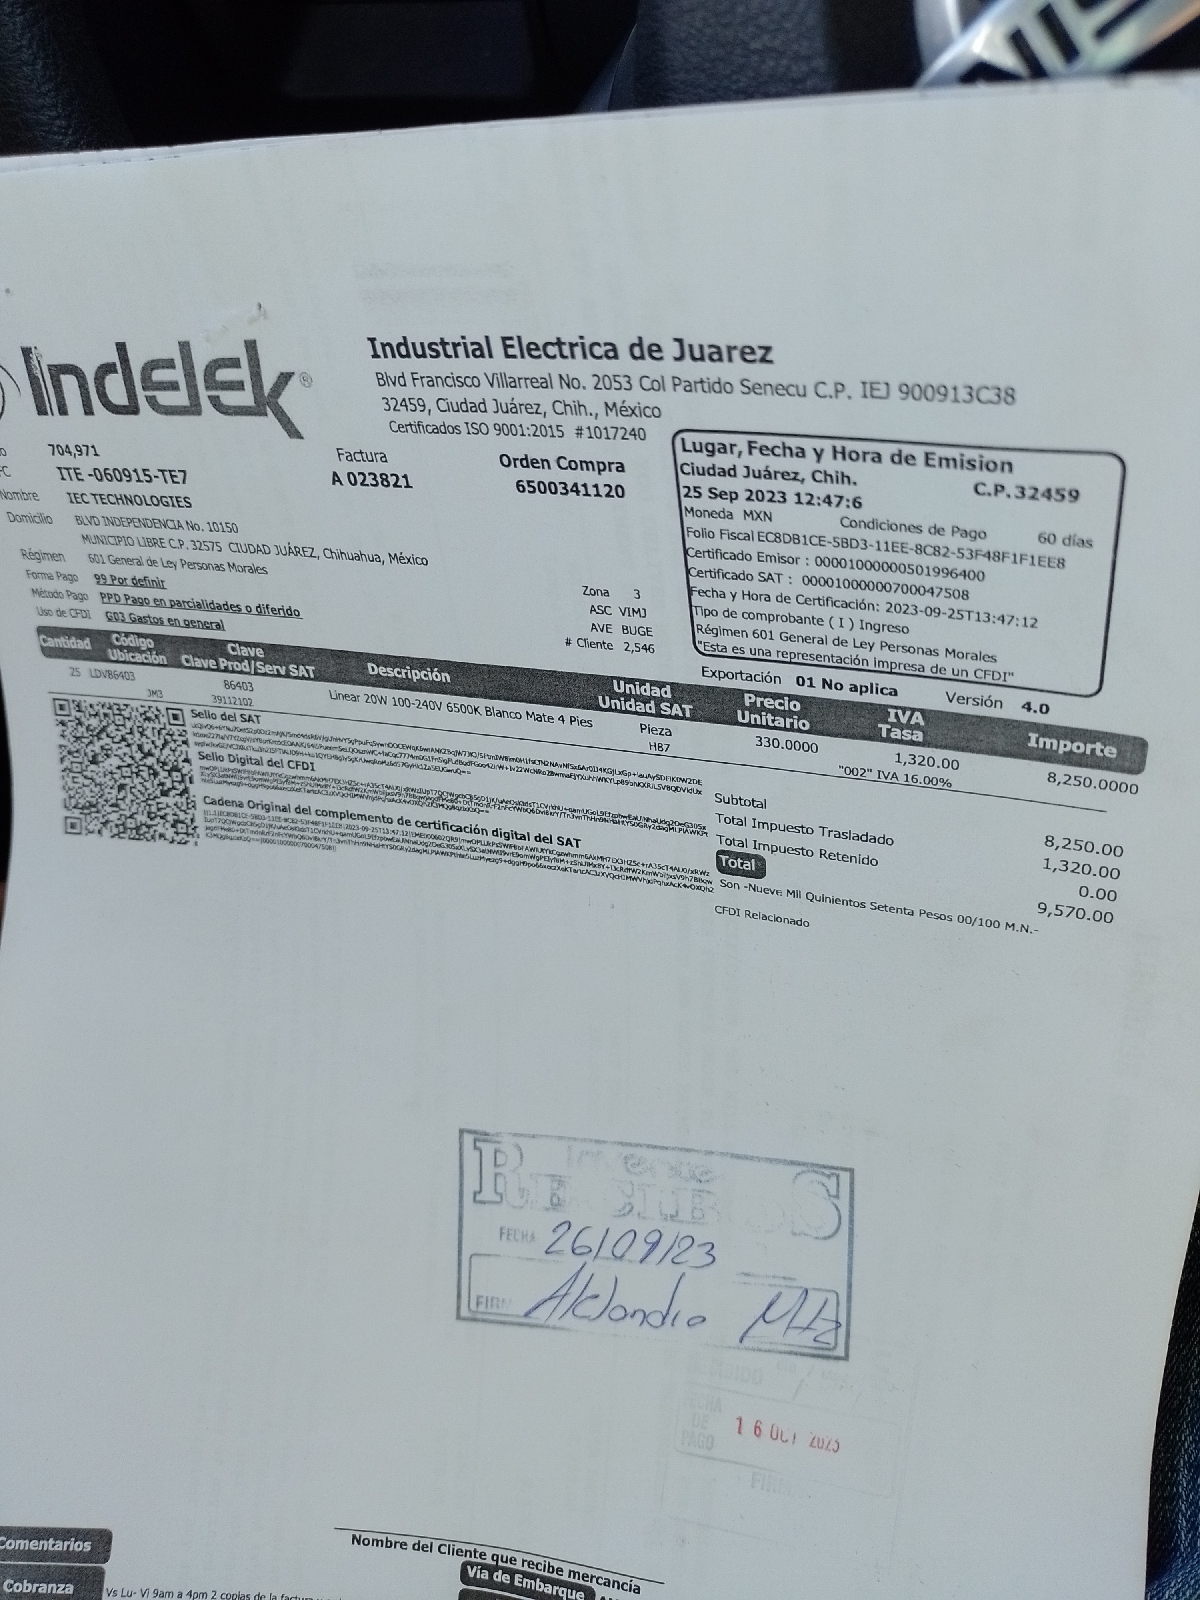 NIS
Indelek®
Industrial Electrica de Juarez
Blvd Francisco Villarreal No. 2053 Col Partido Senecu C.P. IEJ 900913C38
32459, Ciudad Juárez, Chih., México
Certificados ISO 9001:2015 #1017240
704,971
ITE -060915-TE7
Nombre IEC TECHNOLOGIES
Domicilio BLVD INDEPENDENCIA No. 10150
MUNICIPIO LIBRE C.P. 32575 CIUDAD JUÁREZ, Chihuahua, México
Régimen 601 General de Ley Personas Morales
Forma Pago 99 Por definir
Método Pago PPD Pago en parcialidades o diferido
Uso de CFDI G03 Gastos en general
Factura
A 023821
Orden Compra
6500341120
Zona 3
ASC VIMJ
AVE BUGE
# Cliente 2,546
Lugar, Fecha y Hora de Emision
Ciudad Juárez, Chih. C.P. 32459
25 Sep 2023 12:47:6
Moneda MXN Condiciones de Pago 60 días
Folio Fiscal EC8DB1CE-5BD3-11EE-8C82-53F48F1F1EE8
Certificado Emisor : 00001000000501996400
Certificado SAT : 00001000000700047508
Fecha y Hora de Certificación: 2023-09-25T13:47:12
Tipo de comprobante ( I ) Ingreso
Régimen 601 General de Ley Personas Morales
"Esta es una representación impresa de un CFDI"
Exportación 01 No aplica Versión 4.0
Cantidad Código Ubicación Clave Clave Prod/Serv SAT Descripción Unidad Unidad SAT Precio Unitario IVA Tasa Importe
25 LDVB6403 86403 Linear 20W 100-240V 6500K Blanco Mate 4 Pies Pieza 330.0000 1,320.00 8,250.0000
JM3 39112102 H87 "002" IVA 16.00%
Sello del SAT
Sello Digital del CFDI
Cadena Original del complemento de certificación digital del SAT
Subtotal 8,250.00
Total Impuesto Trasladado 1,320.00
Total Impuesto Retenido 0.00
Total 9,570.00
Son -Nueve Mil Quinientos Setenta Pesos 00/100 M.N.-
CFDI Relacionado
FECHA 26/09/23
Alejandro Mtz
FECHA
DE
PAGO
16 OCT 2023
Comentarios
Cobranza
Vs Lu- Vi 9am a 4pm 2 copias de la
Nombre del Cliente que recibe mercancía
Vía de Embarque